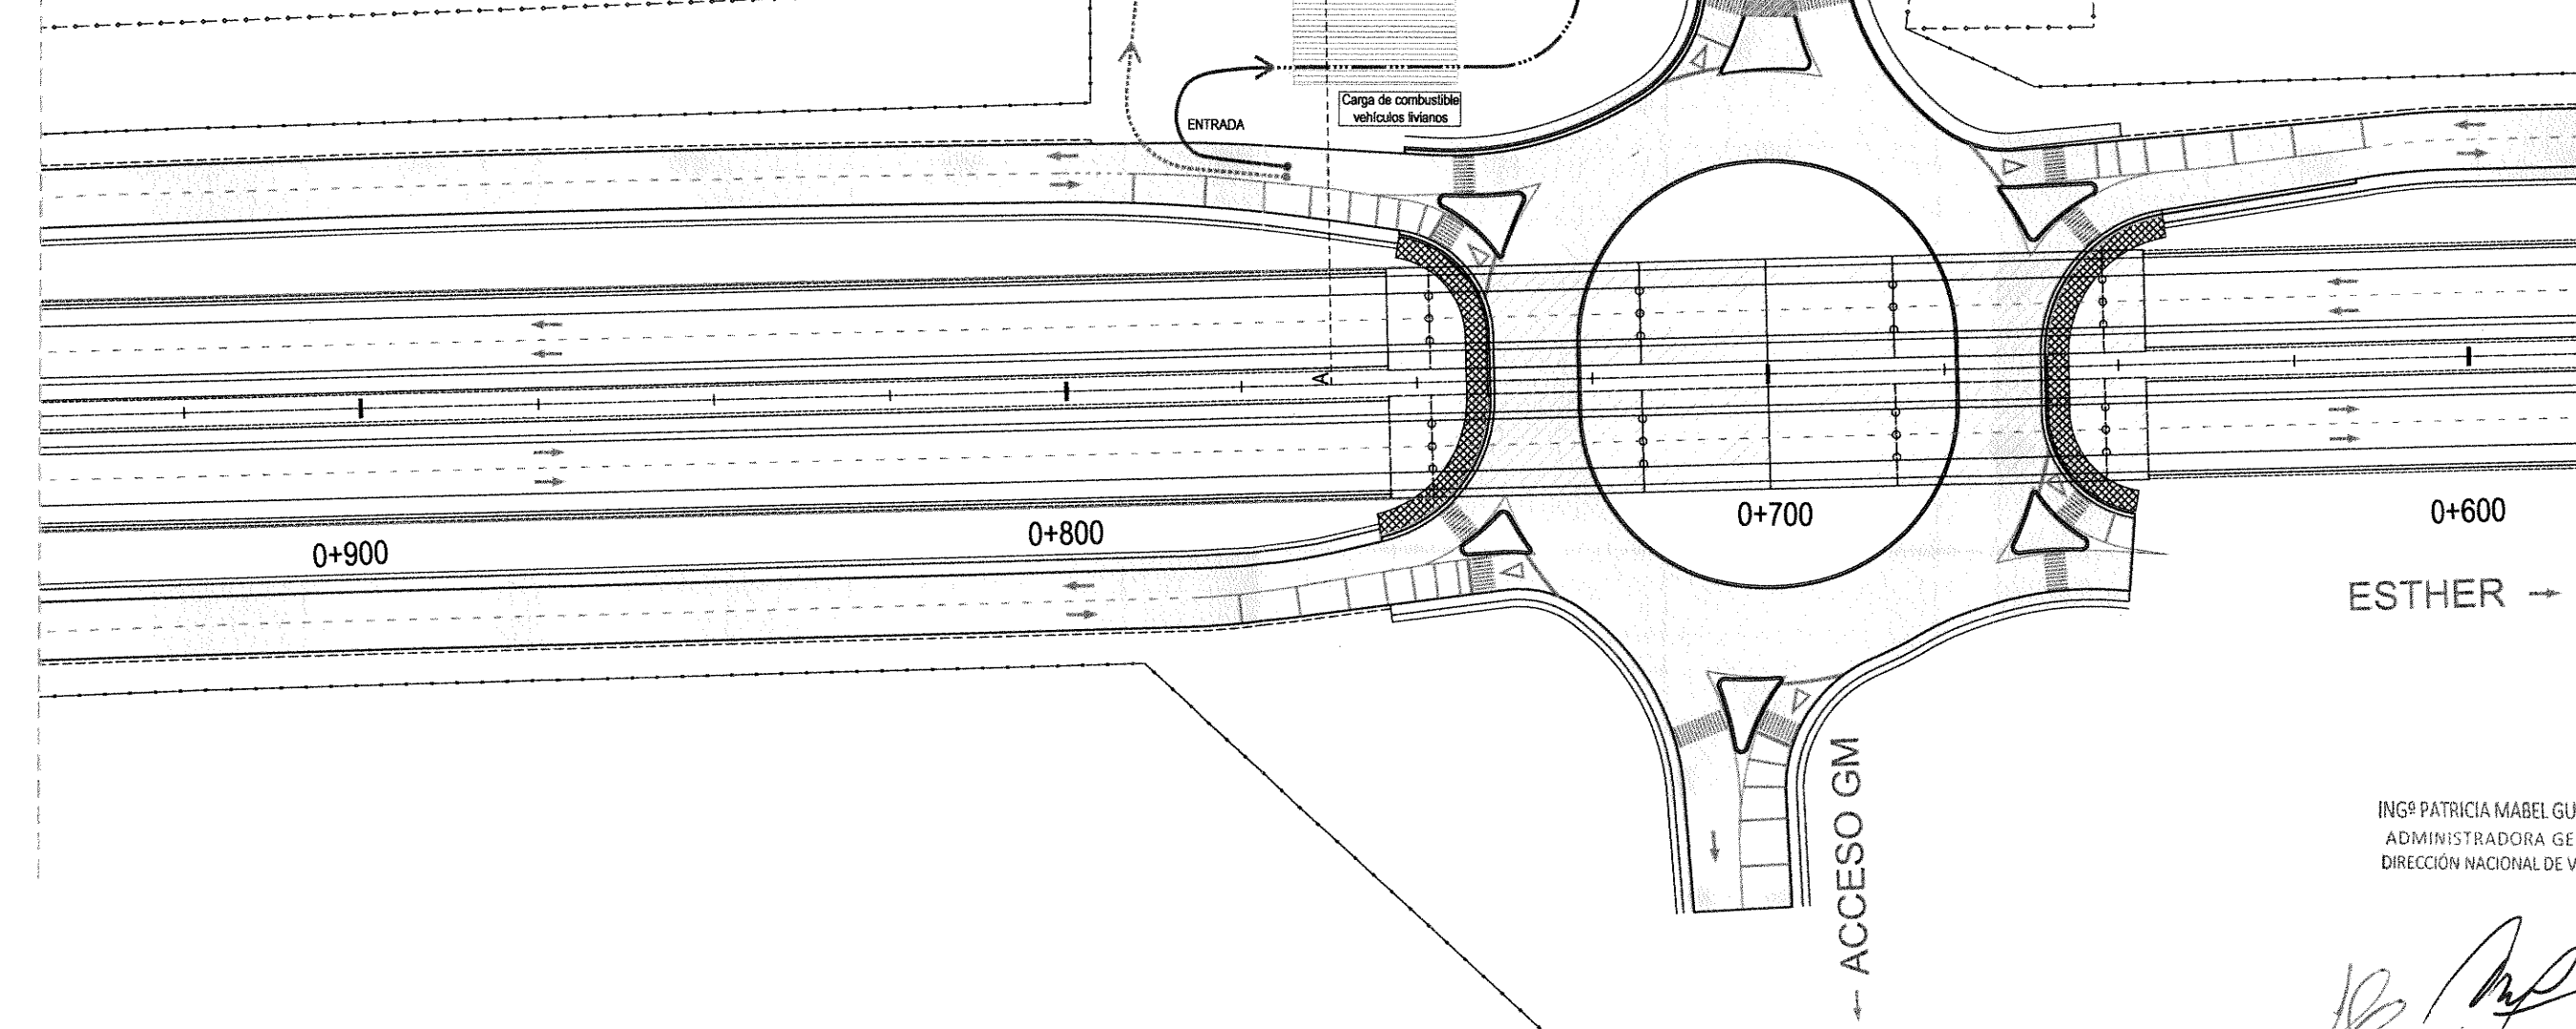 Carga de combustible
vehículos livianos
ENTRADA
A
0+900
0+800
0+700
0+600
ESTHER
ACCESO GM
INGº PATRICIA MABEL GU
ADMINISTRADORA GE
DIRECCIÓN NACIONAL DE V